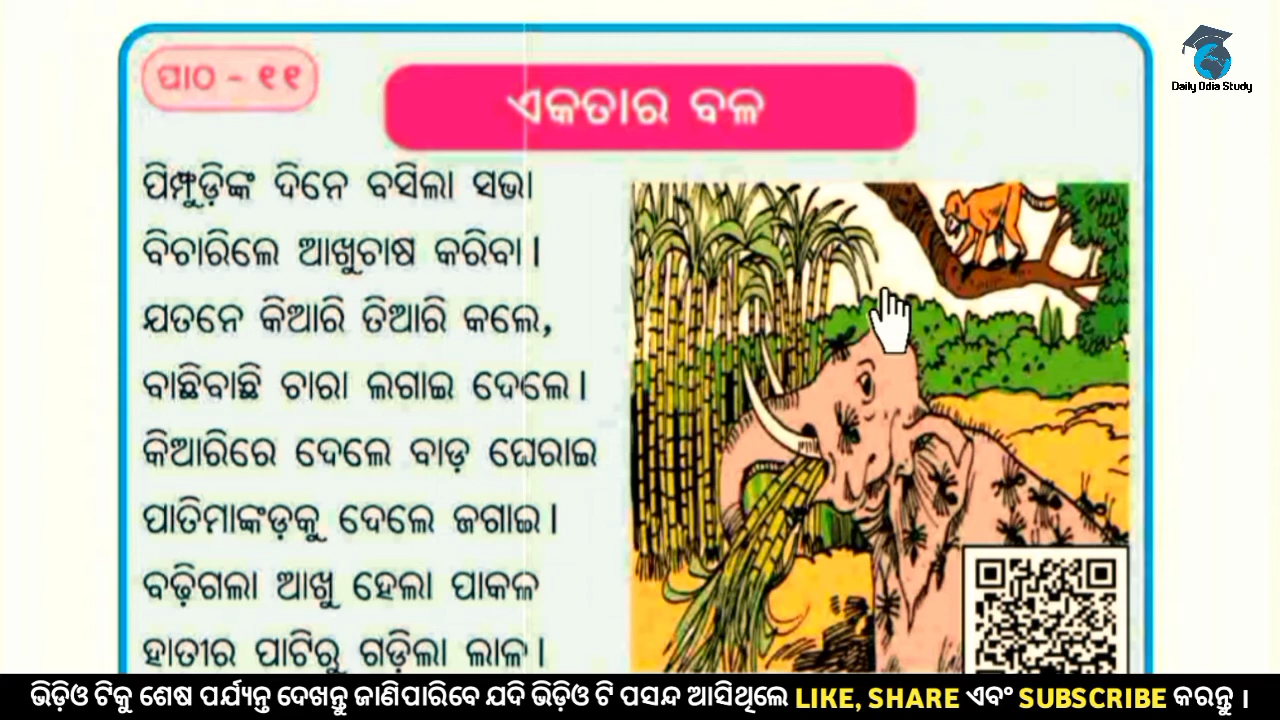 ପାଠ - ୧୧
ଏକତାର ବଳ
ପିମ୍ପୁଡ଼ିଙ୍କ ଦିନେ ବସିଲା ସଭା
ବିଚାରିଲେ ଆଖୁଚାଷ କରିବା।
ଯତନେ କିଆରି ତିଆରି କଲେ,
ବାଛିବାଛି ଚାରା ଲଗାଇ ଦେଲେ।
କିଆରିରେ ଦେଲେ ବାଡ଼ ଘେରାଇ
ପାତିମାଙ୍କଡ଼କୁ ଦେଲେ ଜଗାଇ।
ବଢ଼ିଗଲା ଆଖୁ ହେଲା ପାକଳ
ହାତୀର ପାଟିରୁ ଗଡ଼ିଲା ଲାଳ।
Daily Odia Study
ଭିଡ଼ିଓ ଟିକୁ ଶେଷ ପର୍ଯ୍ୟନ୍ତ ଦେଖନ୍ତୁ ଜାଣିପାରିବେ ଯଦି ଭିଡ଼ିଓ ଟି ପସନ୍ଦ ଆସିଥିଲେ LIKE, SHARE ଏବଂ SUBSCRIBE କରନ୍ତୁ ।